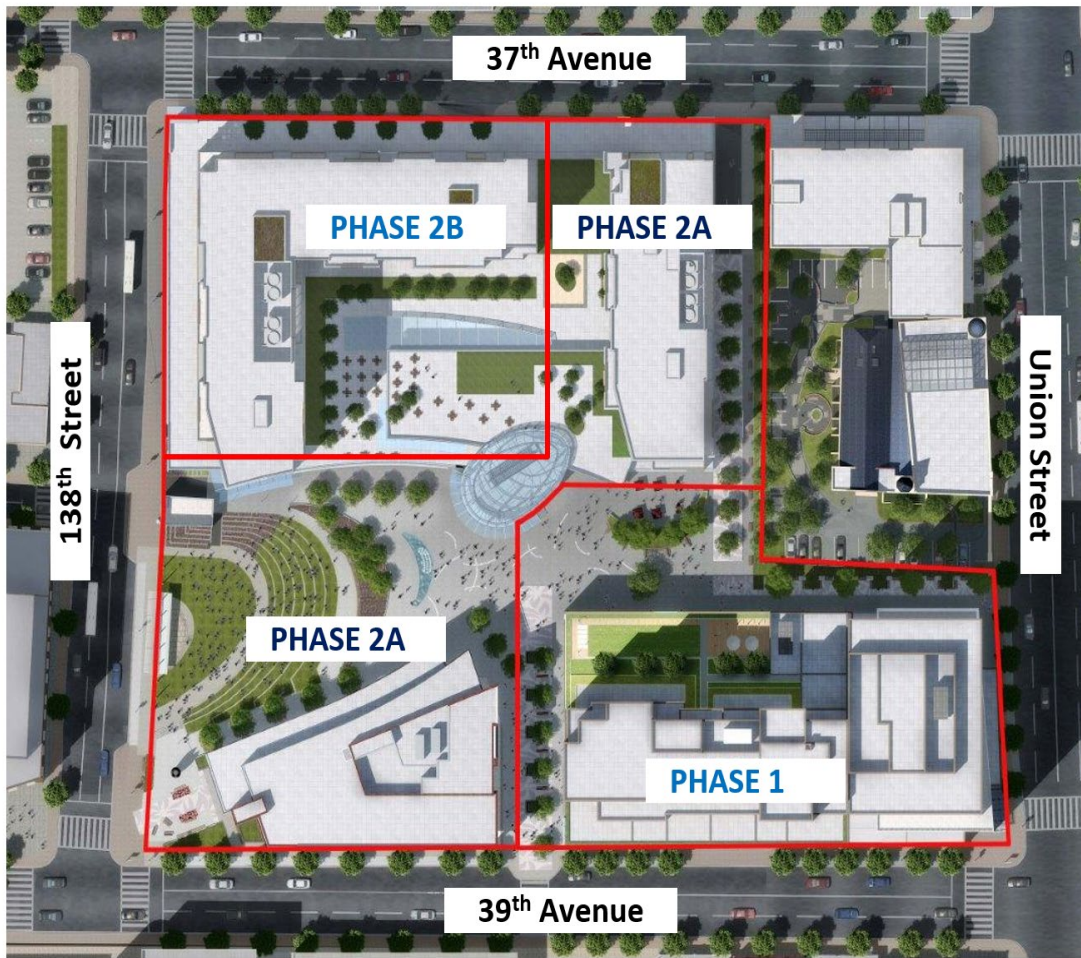 37th Avenue
PHASE 2B
PHASE 2A
138th Street
Union Street
PHASE 2A
PHASE 1
39th Avenue